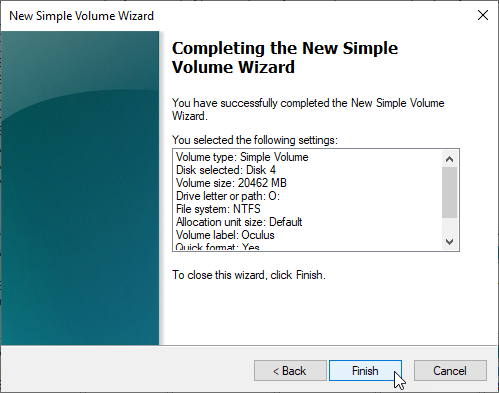 New Simple Volume Wizard
Completing the New Simple
Volume Wizard
You have successfully completed the New Simple Volume
Wizard.
You selected the following settings:
Volume type: Simple Volume
Disk selected: Disk 4
Volume size: 20462 MB
Drive letter or path: O:
File system: NTFS
Allocation unit size: Default
Volume label: Oculus
Quick format: Yes
To close this wizard, click Finish.
< Back
Finish
Cancel